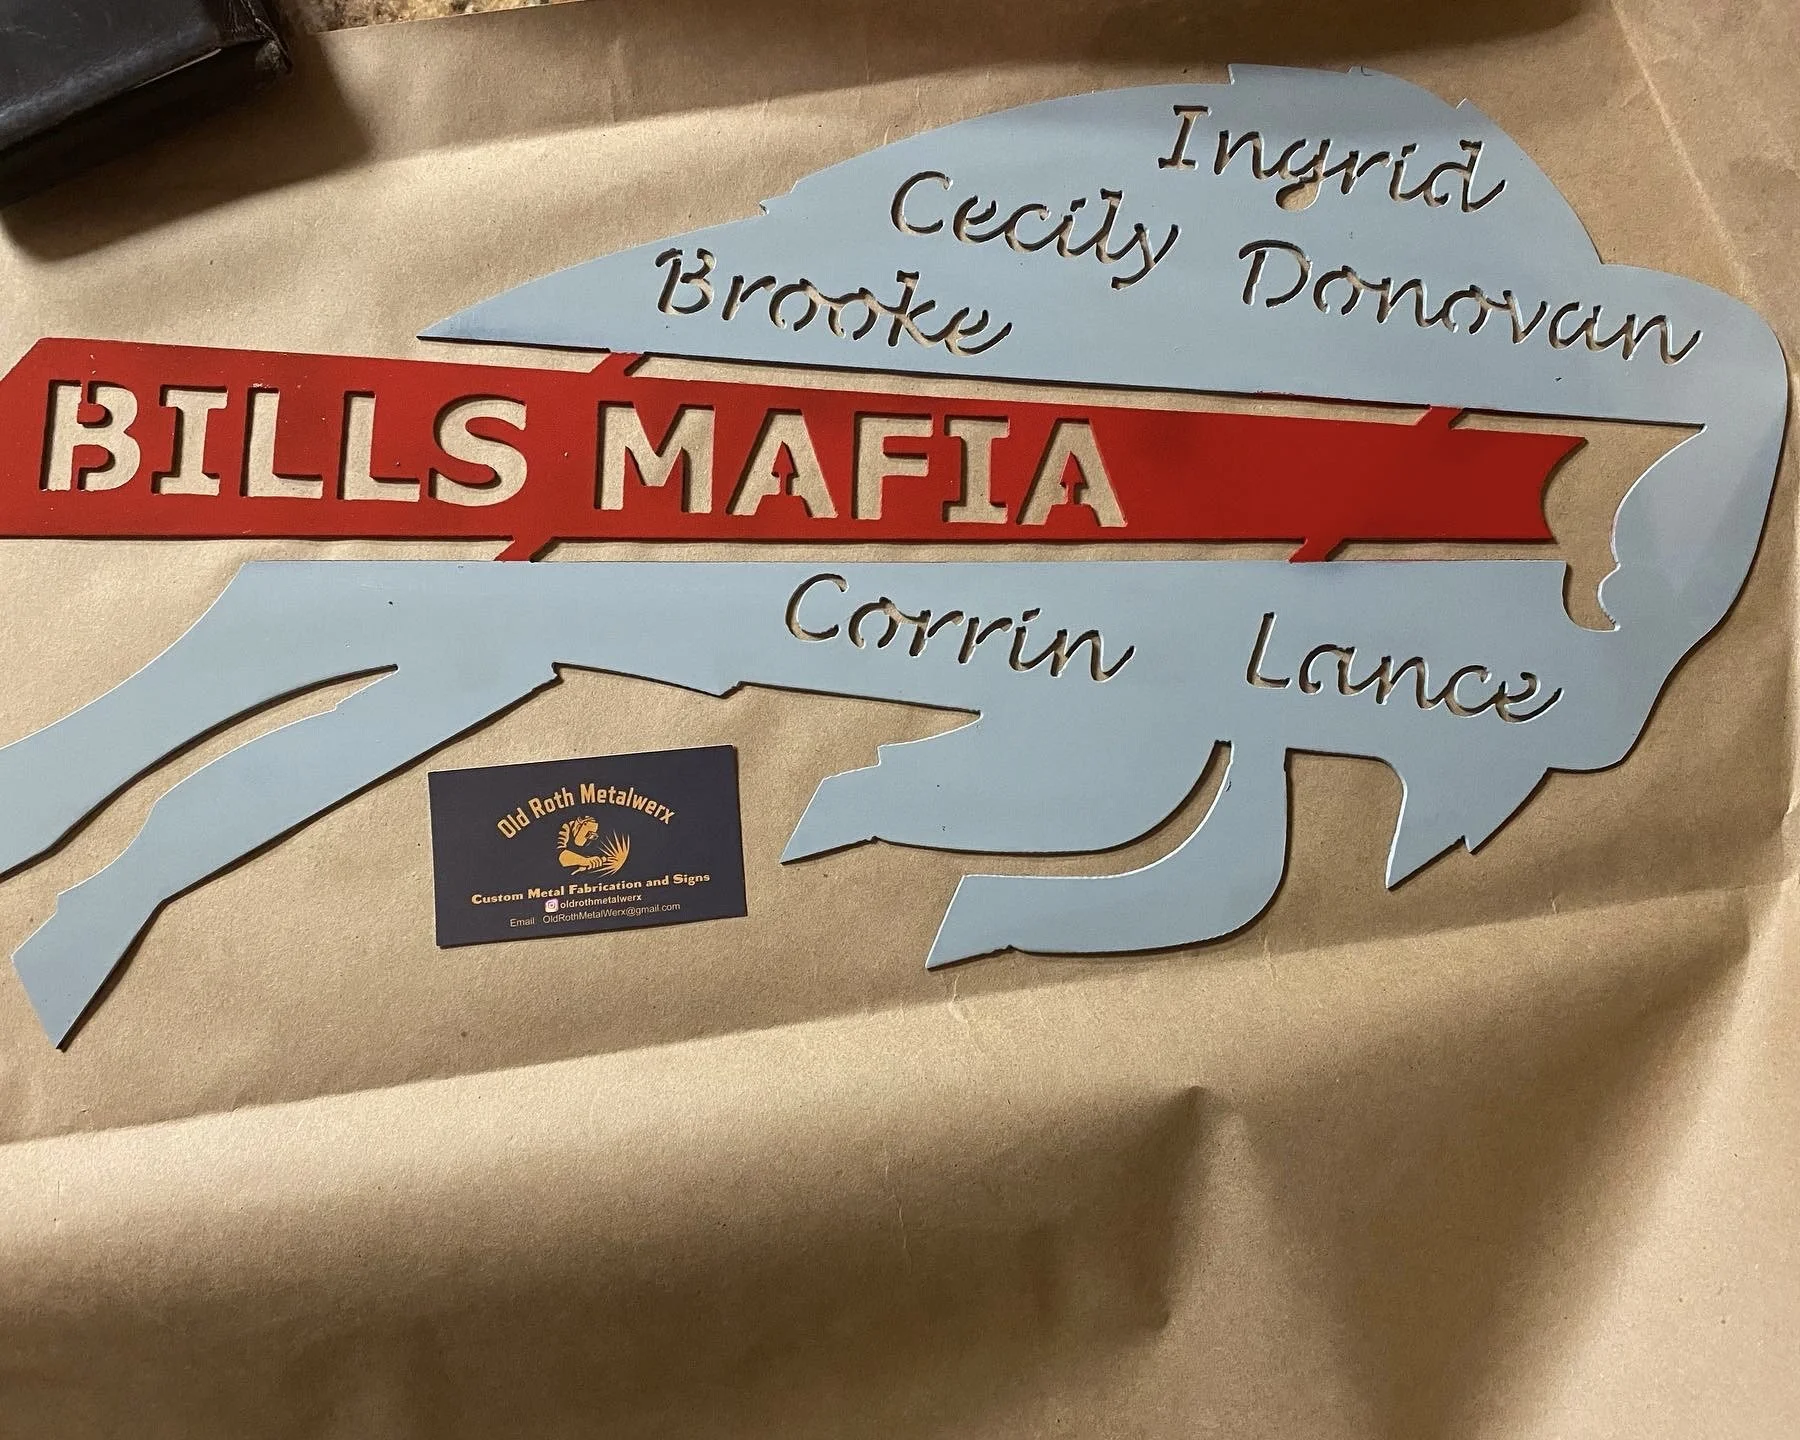 Ingrid
Cecily
Donovan
Brooke
BILLS MAFIA
Corrin
Lance
Old Roth Metalwerx
Custom Metal Fabrication and Signs
oldrothmetalwerx
Email: OldRothMetalWerx@gmail.com